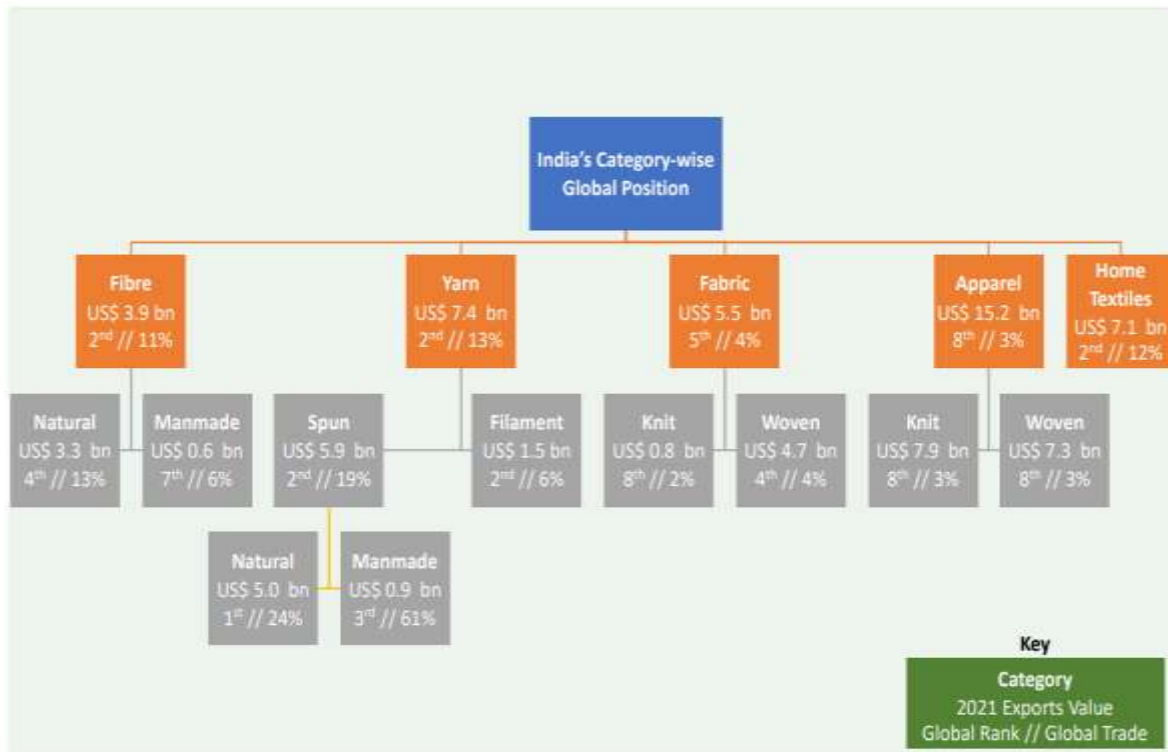 India's Category-wise
Global Position
Fibre
US$ 3.9 bn
2nd // 11%
Yarn
US$ 7.4 bn
2nd // 13%
Fabric
US$ 5.5 bn
5th // 4%
Apparel
US$ 15.2 bn
8th // 3%
Home
Textiles
US$ 7.1 bn
2nd // 12%
Natural
US$ 3.3 bn
4th // 13%
Manmade
US$ 0.6 bn
7th // 6%
Spun
US$ 5.9 bn
2nd // 19%
Filament
US$ 1.5 bn
2nd // 6%
Knit
US$ 0.8 bn
8th // 2%
Woven
US$ 4.7 bn
4th // 4%
Knit
US$ 7.9 bn
8th // 3%
Woven
US$ 7.3 bn
8th // 3%
Natural
US$ 5.0 bn
1st // 24%
Manmade
US$ 0.9 bn
3rd // 61%
Key
Category
2021 Exports Value
Global Rank // Global Trade